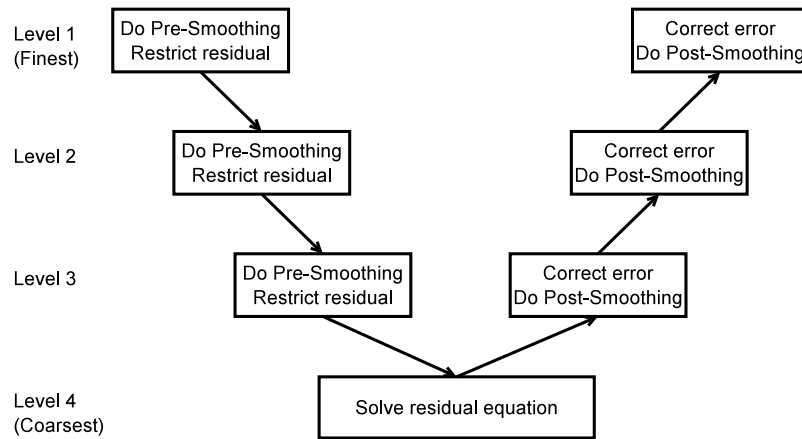 Level 1
(Finest)
Do Pre-Smoothing
Restrict residual
Correct error
Do Post-Smoothing
Level 2
Do Pre-Smoothing
Restrict residual
Correct error
Do Post-Smoothing
Level 3
Do Pre-Smoothing
Restrict residual
Correct error
Do Post-Smoothing
Level 4
(Coarsest)
Solve residual equation